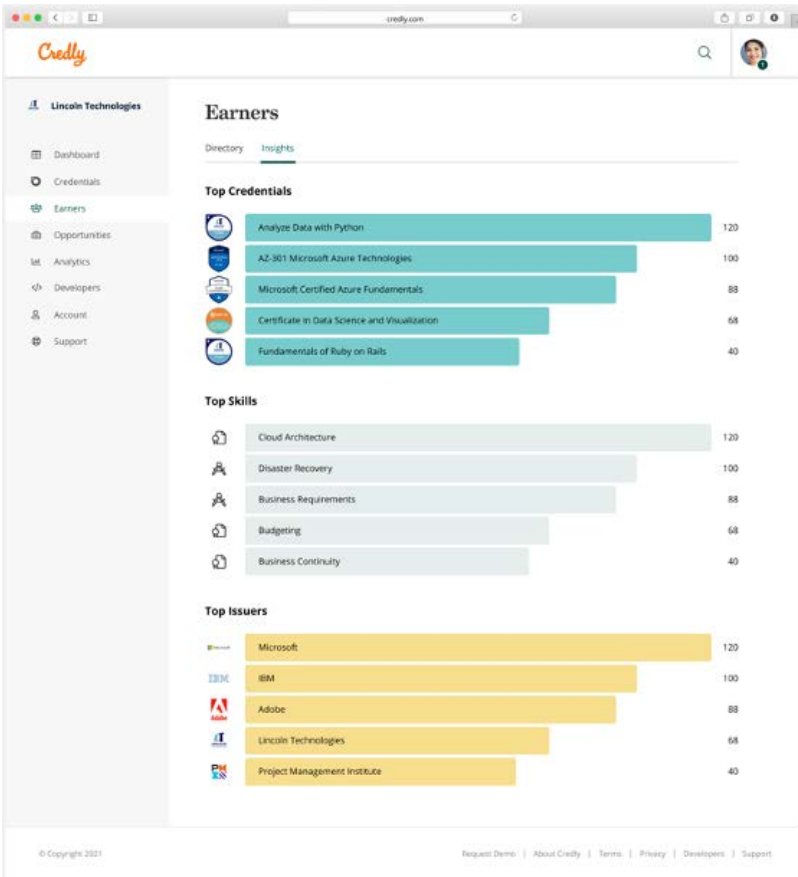 credly.com
Credly
Lincoln Technologies
Dashboard
Credentials
Earners
Opportunities
Analytics
Developers
Account
Support
Earners
Directory Insights
Top Credentials
Analyze Data with Python 120
AZ-301 Microsoft Azure Technologies 100
Microsoft Certified Azure Fundamentals 88
Certificate in Data Science and Visualization 68
Fundamentals of Ruby on Rails 40
Top Skills
Cloud Architecture 120
Disaster Recovery 100
Business Requirements 88
Budgeting 68
Business Continuity 40
Top Issuers
Microsoft Microsoft 120
IBM IBM 100
Adobe Adobe 88
Lincoln Technologies 68
Project Management Institute 40
© Copyright 2021
Request Demo | About Credly | Terms | Privacy | Developers | Support